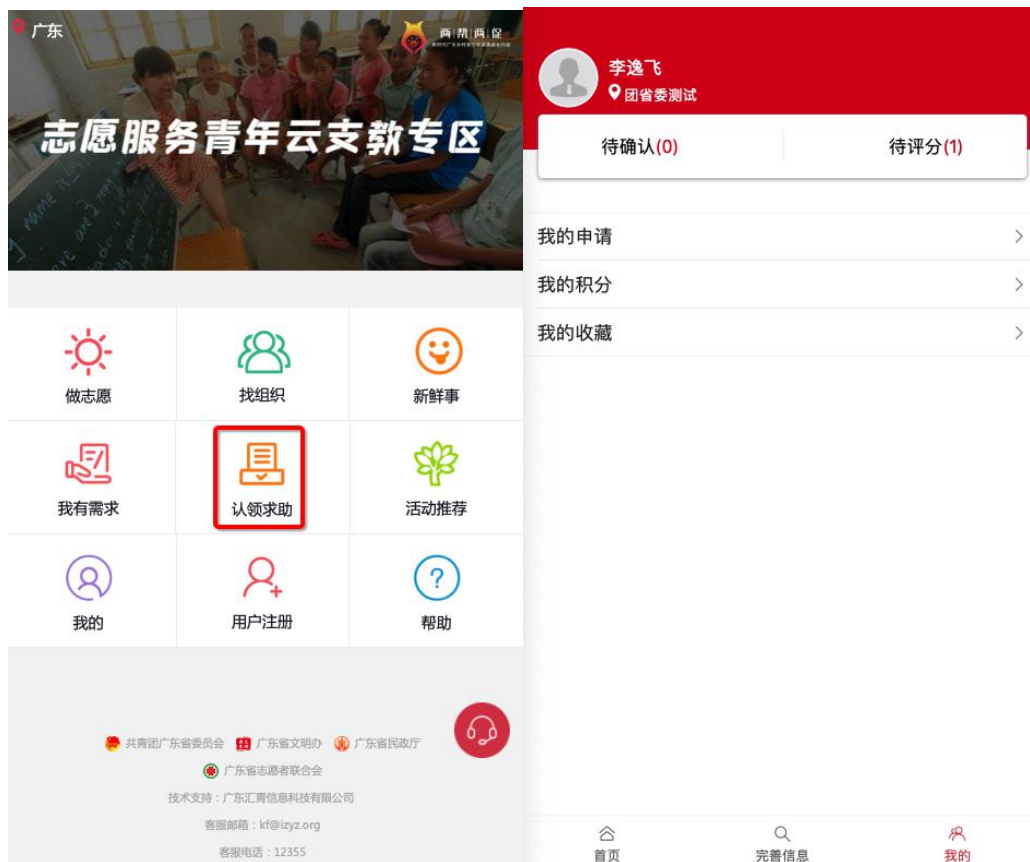 广东
两帮两保
志愿服务青年云支教专区
做志愿
找组织
新鲜事
我有需求
认领求助
活动推荐
我的
用户注册
帮助
共青团广东省委员会 广东省文明办 广东省民政厅
广东省志愿者联合会
技术支持：广东汇青信息科技有限公司
客服邮箱：kf@izyz.org
客服电话：12355
李逸飞
团省委测试
待确认(0)
待评分(1)
我的申请
我的积分
我的收藏
首页
完善信息
我的